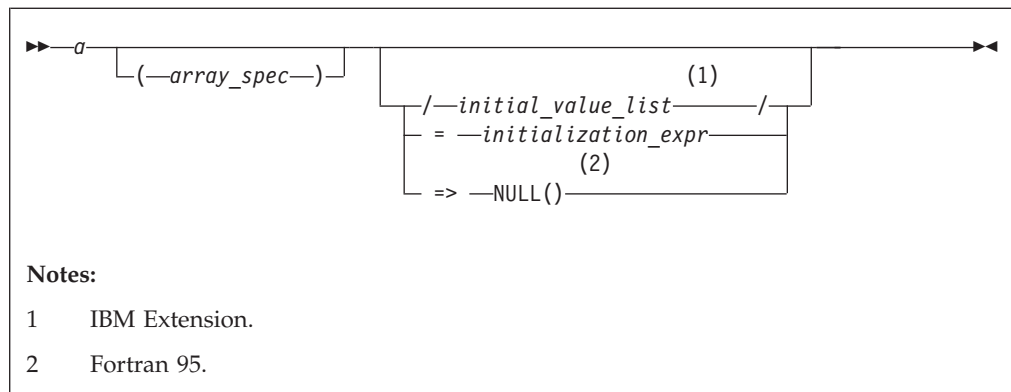 a
( array_spec )
(1)
/ initial_value_list /
= initialization_expr
(2)
=> NULL()
Notes:
1 IBM Extension.
2 Fortran 95.